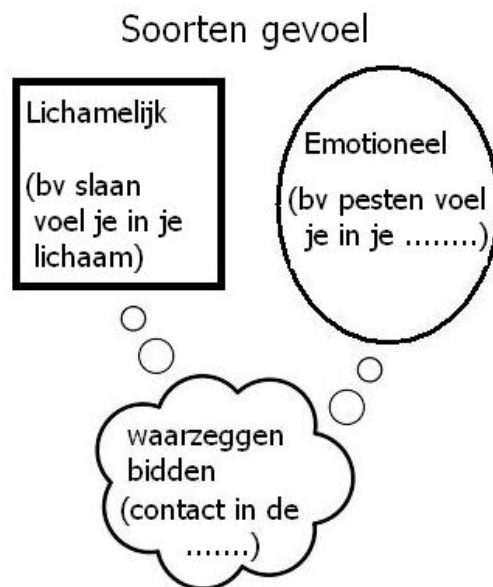 Soorten gevoel
Lichamelijk
(bv slaan
voel je in je
lichaam)
Emotioneel
(bv pesten voel
je in je ........)
waarzeggen
bidden
(contact in de
.......)